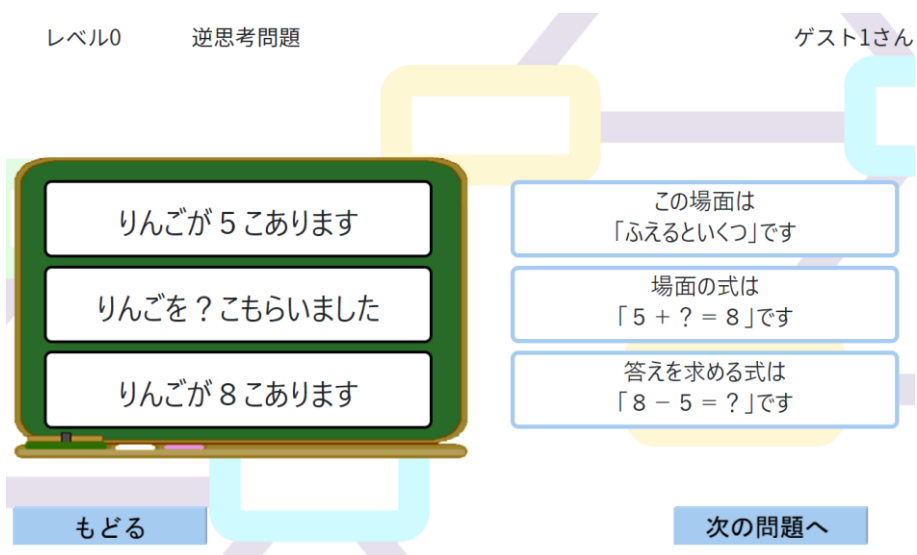 レベル0 逆思考問題 ゲスト1さん
りんごが５こあります
りんごを？こもらいました
りんごが８こあります
この場面は
「ふえるといくつ」です
場面の式は
「５＋？＝８」です
答えを求める式は
「８－５＝？」です
もどる
次の問題へ